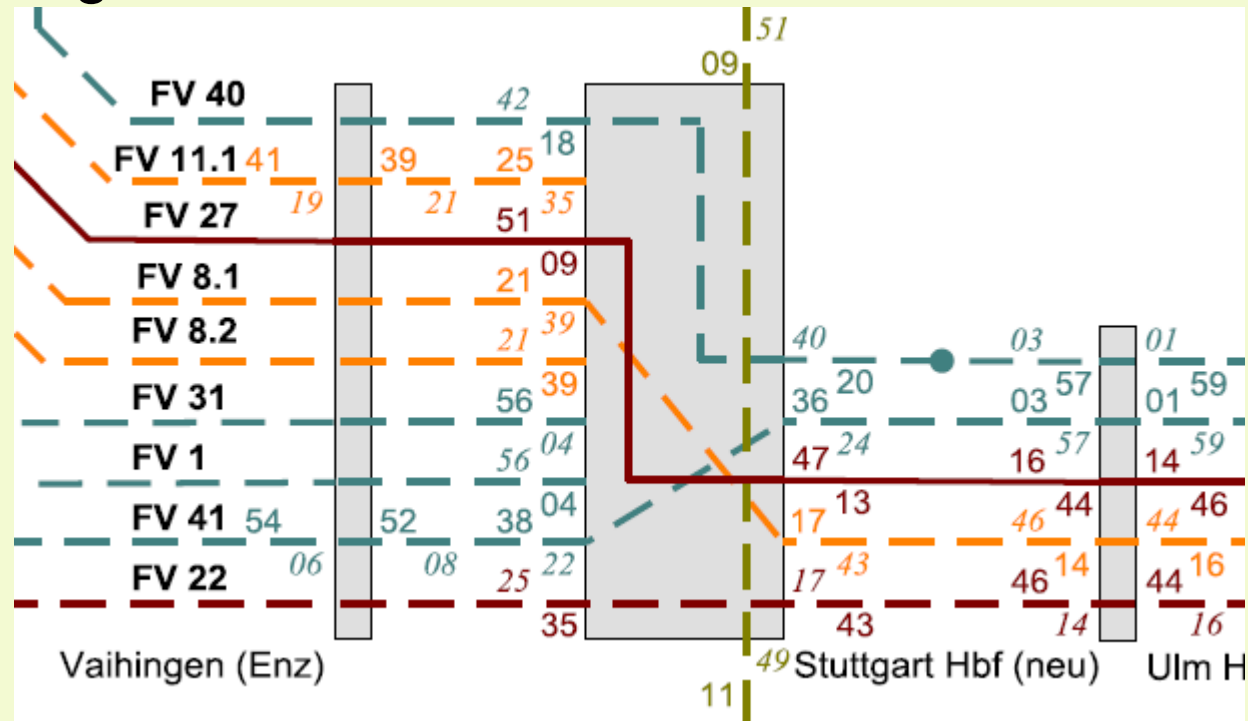 51
09
FV 40 42
18
FV 11.1 41 39 25
19 21 35
FV 27 51
09
FV 8.1 21
39
FV 8.2 21 40 03 01
39 20 57 59
FV 31 56 36 03 01
04 24 57 59
FV 1 56 47 16 14
04 13 44 46
FV 41 54 52 38 17 46 44
06 08 22 43 14 16
FV 22 25 17 46 44
35 43 14 16
Vaihingen (Enz) 49 Stuttgart Hbf (neu) Ulm H
11